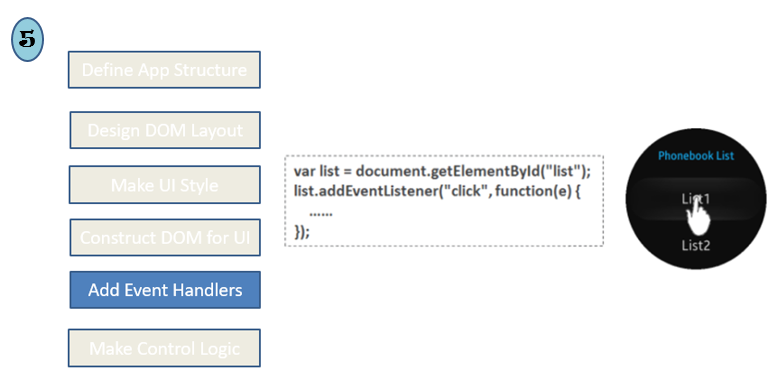 5
Define App Structure
Design DOM Layout
Make UI Style
Construct DOM for UI
Add Event Handlers
Make Control Logic
var list = document.getElementById("list");
list.addEventListener("click", function(e) {
......
});
Phonebook List
List1
List2